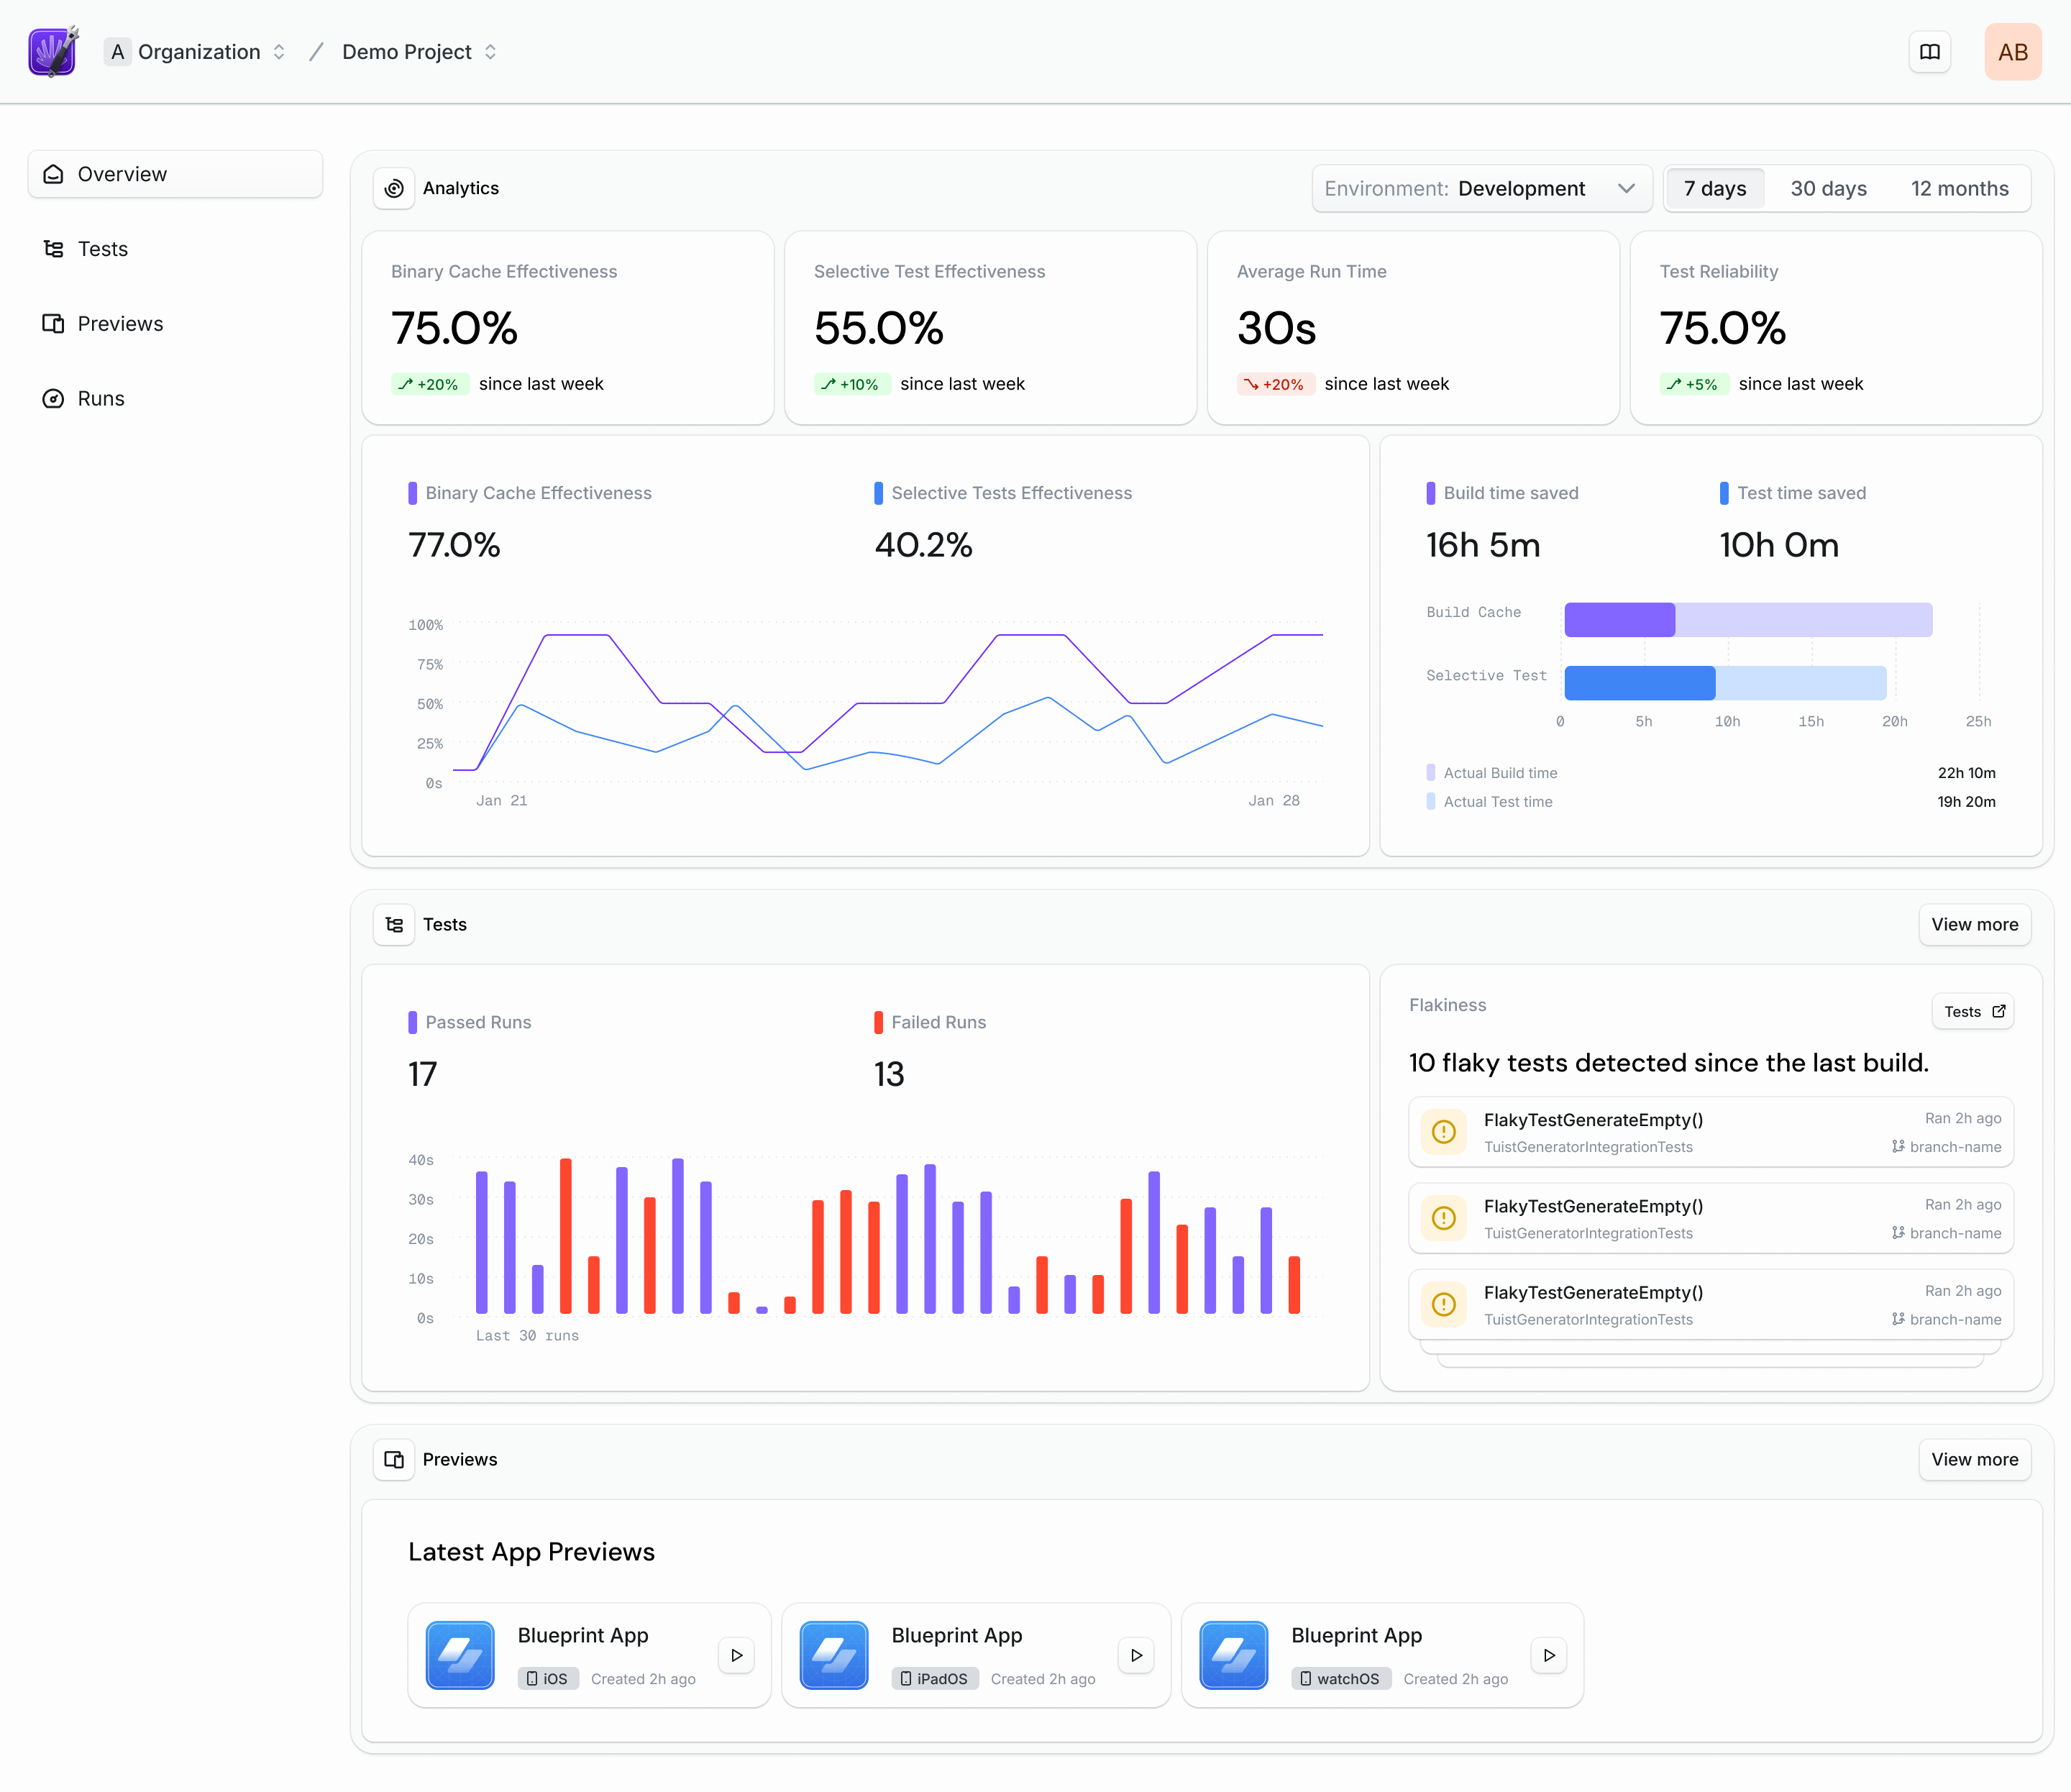 A Organization / Demo Project
AB
Overview
Tests
Previews
Runs
Analytics
Environment: Development
7 days 30 days 12 months
Binary Cache Effectiveness
75.0%
+20% since last week
Selective Test Effectiveness
55.0%
+10% since last week
Average Run Time
30s
+20% since last week
Test Reliability
75.0%
+5% since last week
Binary Cache Effectiveness
77.0%
Selective Tests Effectiveness
40.2%
100%
75%
50%
25%
0s
Jan 21 Jan 28
Build time saved
16h 5m
Test time saved
10h 0m
Build Cache
Selective Test
0 5h 10h 15h 20h 25h
Actual Build time 22h 10m
Actual Test time 19h 20m
Tests
View more
Passed Runs
17
Failed Runs
13
40s
30s
20s
10s
0s
Last 30 runs
Flakiness
Tests
10 flaky tests detected since the last build.
FlakyTestGenerateEmpty() Ran 2h ago
TuistGeneratorIntegrationTests branch-name
FlakyTestGenerateEmpty() Ran 2h ago
TuistGeneratorIntegrationTests branch-name
FlakyTestGenerateEmpty() Ran 2h ago
TuistGeneratorIntegrationTests branch-name
Previews
View more
Latest App Previews
Blueprint App
iOS Created 2h ago
Blueprint App
iPadOS Created 2h ago
Blueprint App
watchOS Created 2h ago